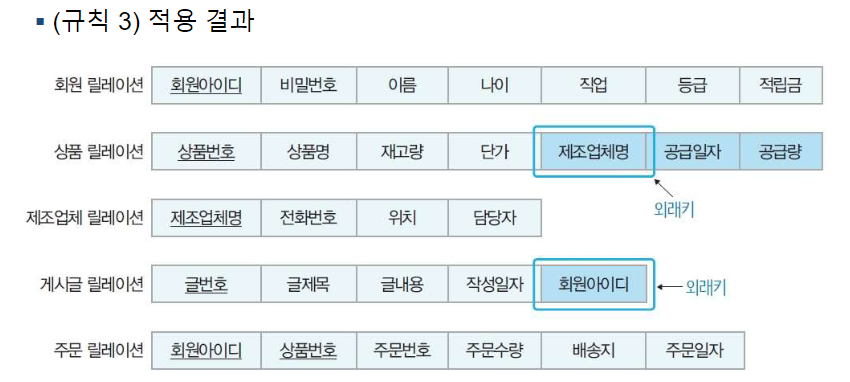 ▪ (규칙 3) 적용 결과
회원 릴레이션 회원아이디 비밀번호 이름 나이 직업 등급 적립금
상품 릴레이션 상품번호 상품명 재고량 단가 제조업체명 공급일자 공급량
외래키
제조업체 릴레이션 제조업체명 전화번호 위치 담당자
게시글 릴레이션 글번호 글제목 글내용 작성일자 회원아이디 외래키
주문 릴레이션 회원아이디 상품번호 주문번호 주문수량 배송지 주문일자